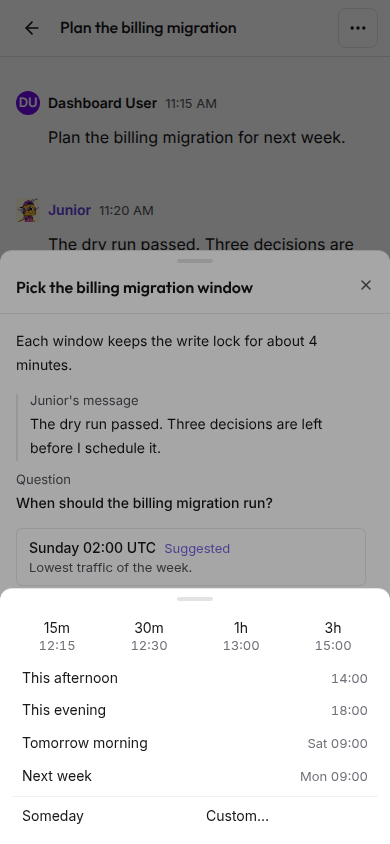 Plan the billing migration
DU Dashboard User 11:15 AM
Plan the billing migration for next week.
Junior 11:20 AM
The dry run passed. Three decisions are
Pick the billing migration window
Each window keeps the write lock for about 4
minutes.
Junior's message
The dry run passed. Three decisions are left
before I schedule it.
Question
When should the billing migration run?
Sunday 02:00 UTC Suggested
Lowest traffic of the week.
15m 30m 1h 3h
12:15 12:30 13:00 15:00
This afternoon 14:00
This evening 18:00
Tomorrow morning Sat 09:00
Next week Mon 09:00
Someday Custom...